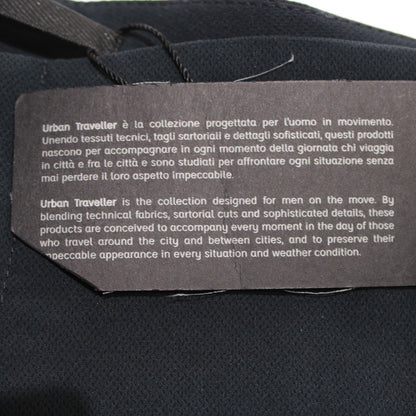 Urban Traveller è la collezione progettata per l'uomo in movimento.
Unendo tessuti tecnici, tagli sartoriali e dettagli sofisticati, questi prodotti
nascono per accompagnare in ogni momento della giornata chi viaggia
in città e fra le città e sono studiati per affrontare ogni situazione senza
mai perdere il loro aspetto impeccabile.
Urban Traveller is the collection designed for men on the move. By
blending technical fabrics, sartorial cuts and sophisticated details, these
products are conceived to accompany every moment in the day of those
who travel around the city and between cities, and to preserve their
impeccable appearance in every situation and weather condition.